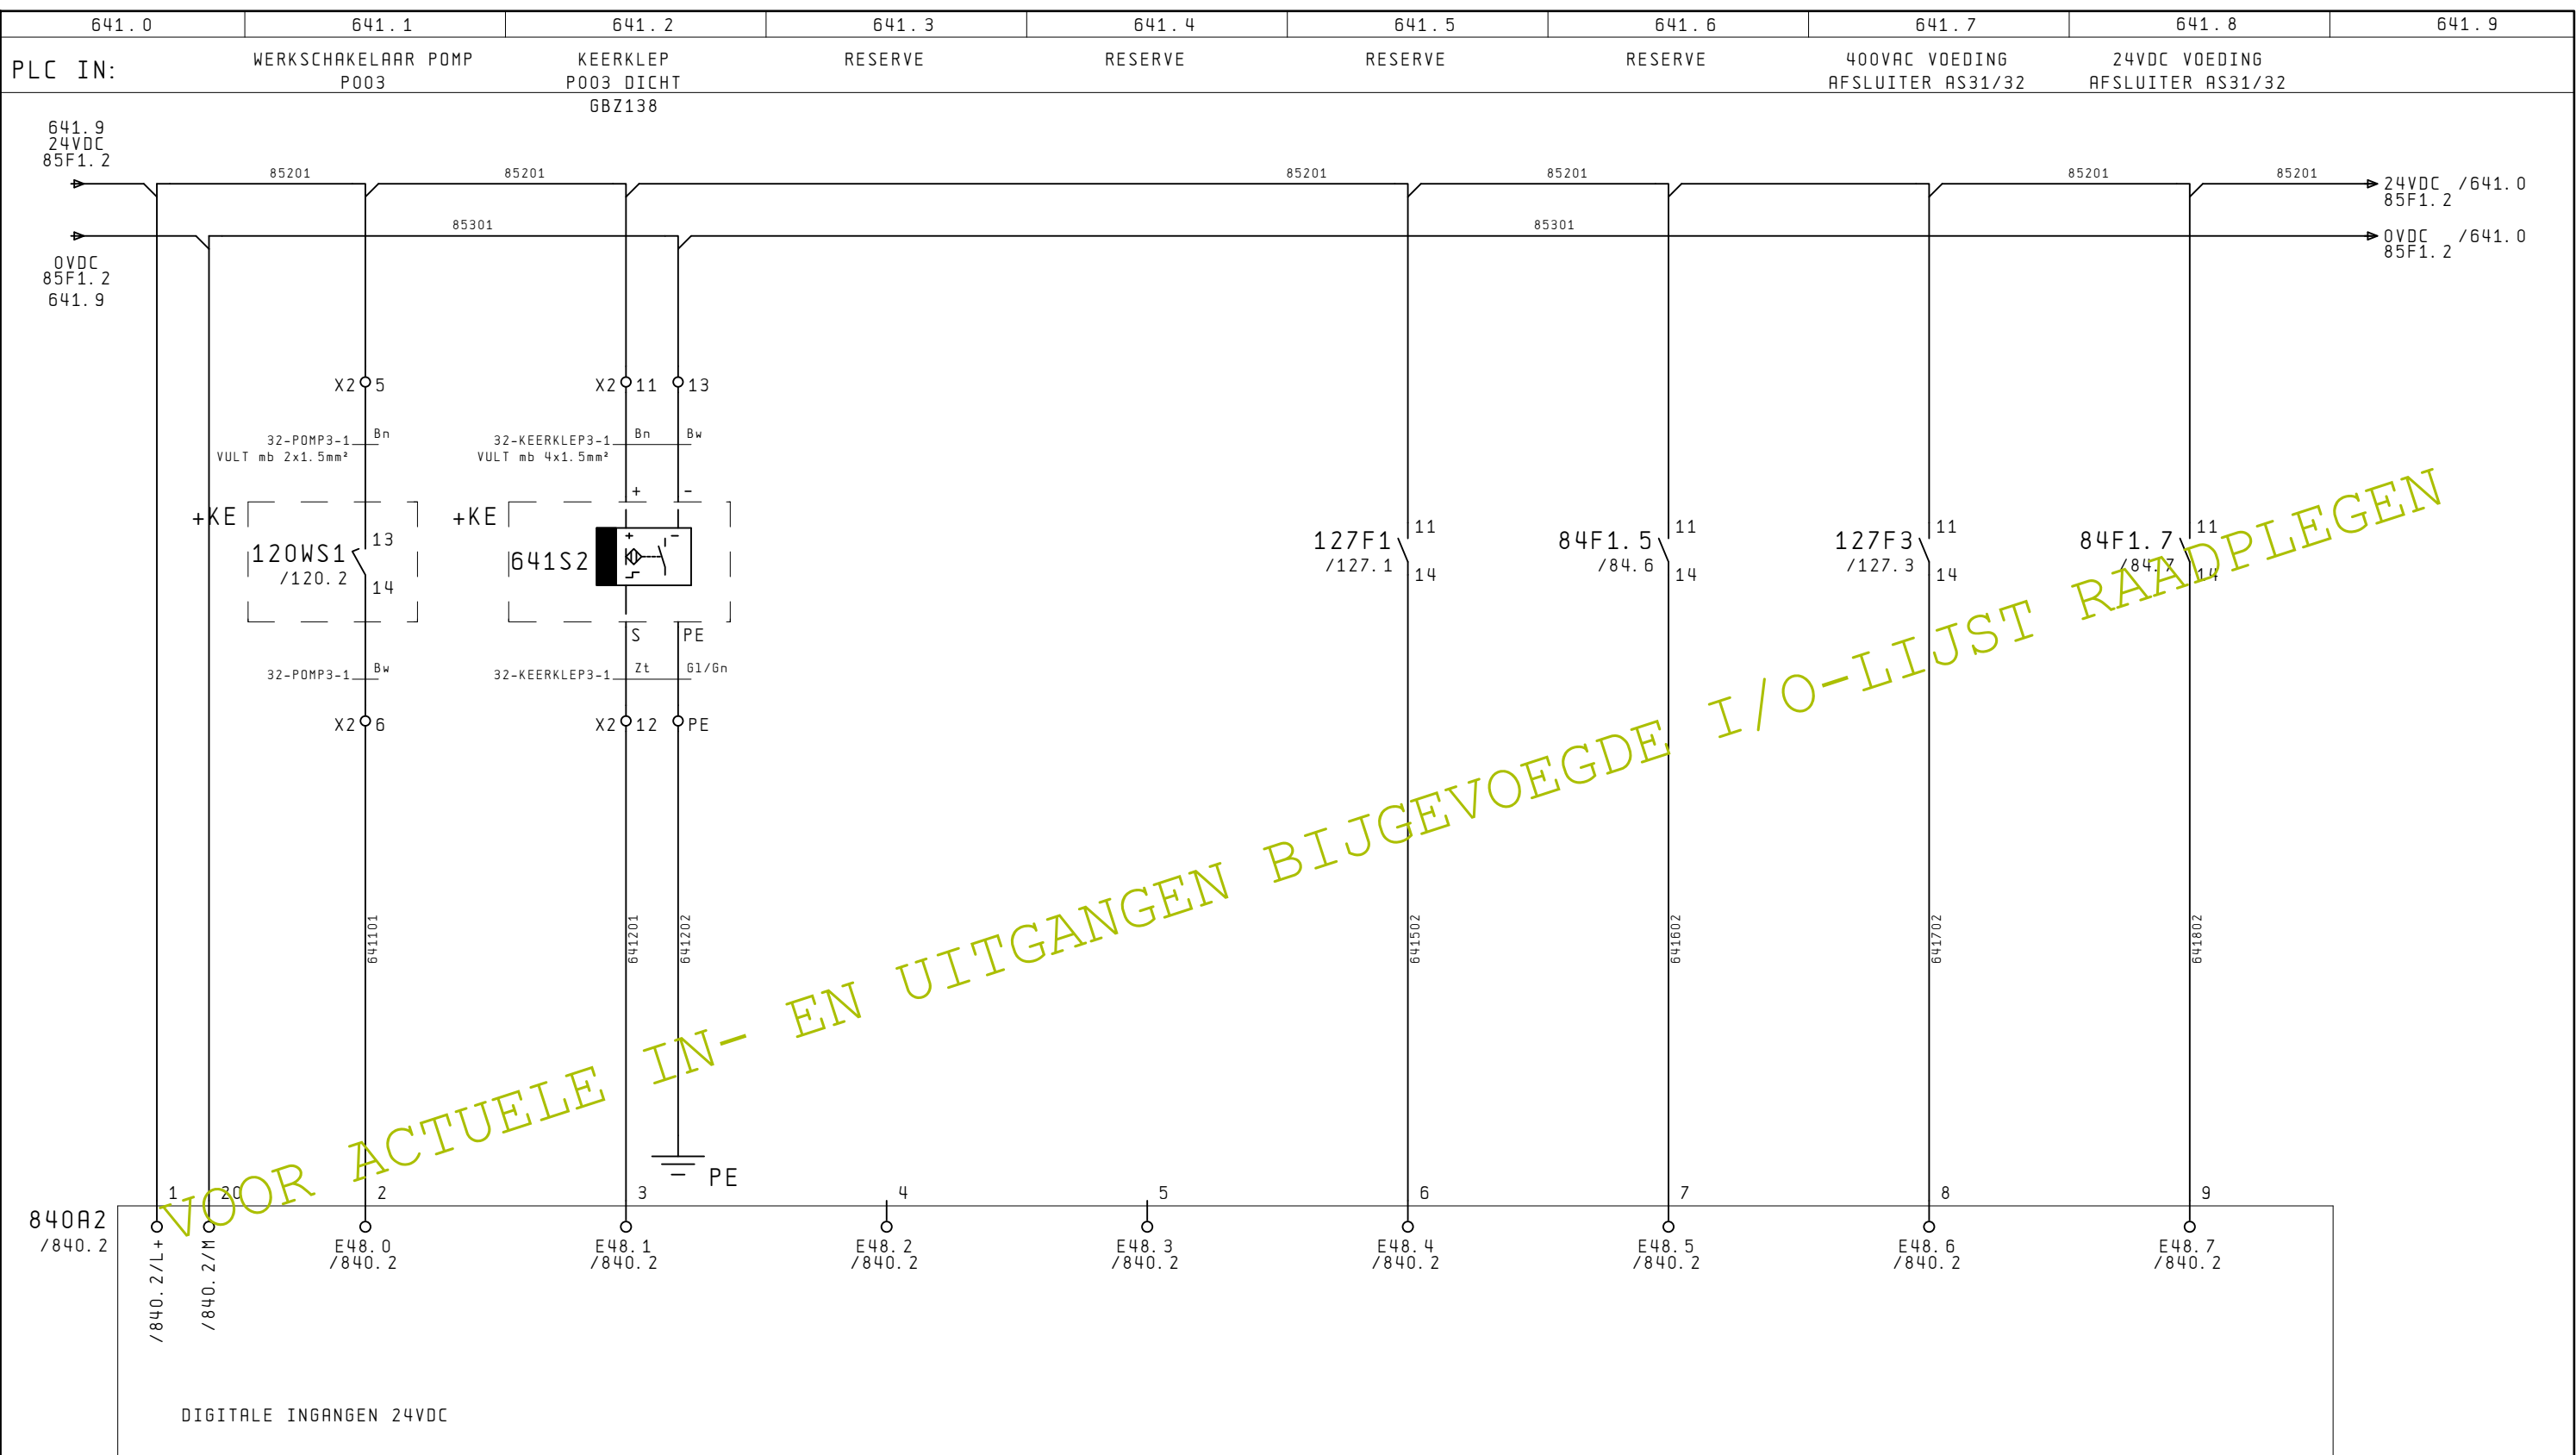 641.0 641.1 641.2 641.3 641.4 641.5 641.6 641.7 641.8 641.9
PLC IN:
WERKSCHAKELAAR POMP
P003
KEERKLEP
P003 DICHT
GBZ138
RESERVE
RESERVE
RESERVE
RESERVE
400VAC VOEDING
AFSLUITER AS31/32
24VDC VOEDING
AFSLUITER AS31/32
641.9
24VDC
85F1.2
85201 85201 85201 85201 85201 85201
24VDC /641.0
85F1.2
85301 85301
0VDC /641.0
85F1.2
0VDC
85F1.2
641.9
X2 5
X2 11 13
32-POMP3-1 Bn
VULT mb 2x1.5mm²
32-KEERKLEP3-1 Bn Bw
VULT mb 4x1.5mm²
+KE
13
120WS1
/120.2
14
+KE
+ -
+ -
641S2
S PE
11
127F1
/127.1
14
11
84F1.5
/84.6
14
11
127F3
/127.3
14
11
84F1.7
/84.7
14
32-POMP3-1 Bw
32-KEERKLEP3-1 Zt Gl/Gn
X2 6
X2 12 PE
641101
641201
641202
641502
641602
641702
641802
PE
VOOR ACTUELE IN- EN UITGANGEN BIJGEVOEGDE I/O-LIJST RAADPLEGEN
1 20 2 3 4 5 6 7 8 9
840A2
/840.2
/840.2/L+
/840.2/M
E48.0
/840.2
E48.1
/840.2
E48.2
/840.2
E48.3
/840.2
E48.4
/840.2
E48.5
/840.2
E48.6
/840.2
E48.7
/840.2
DIGITALE INGANGEN 24VDC